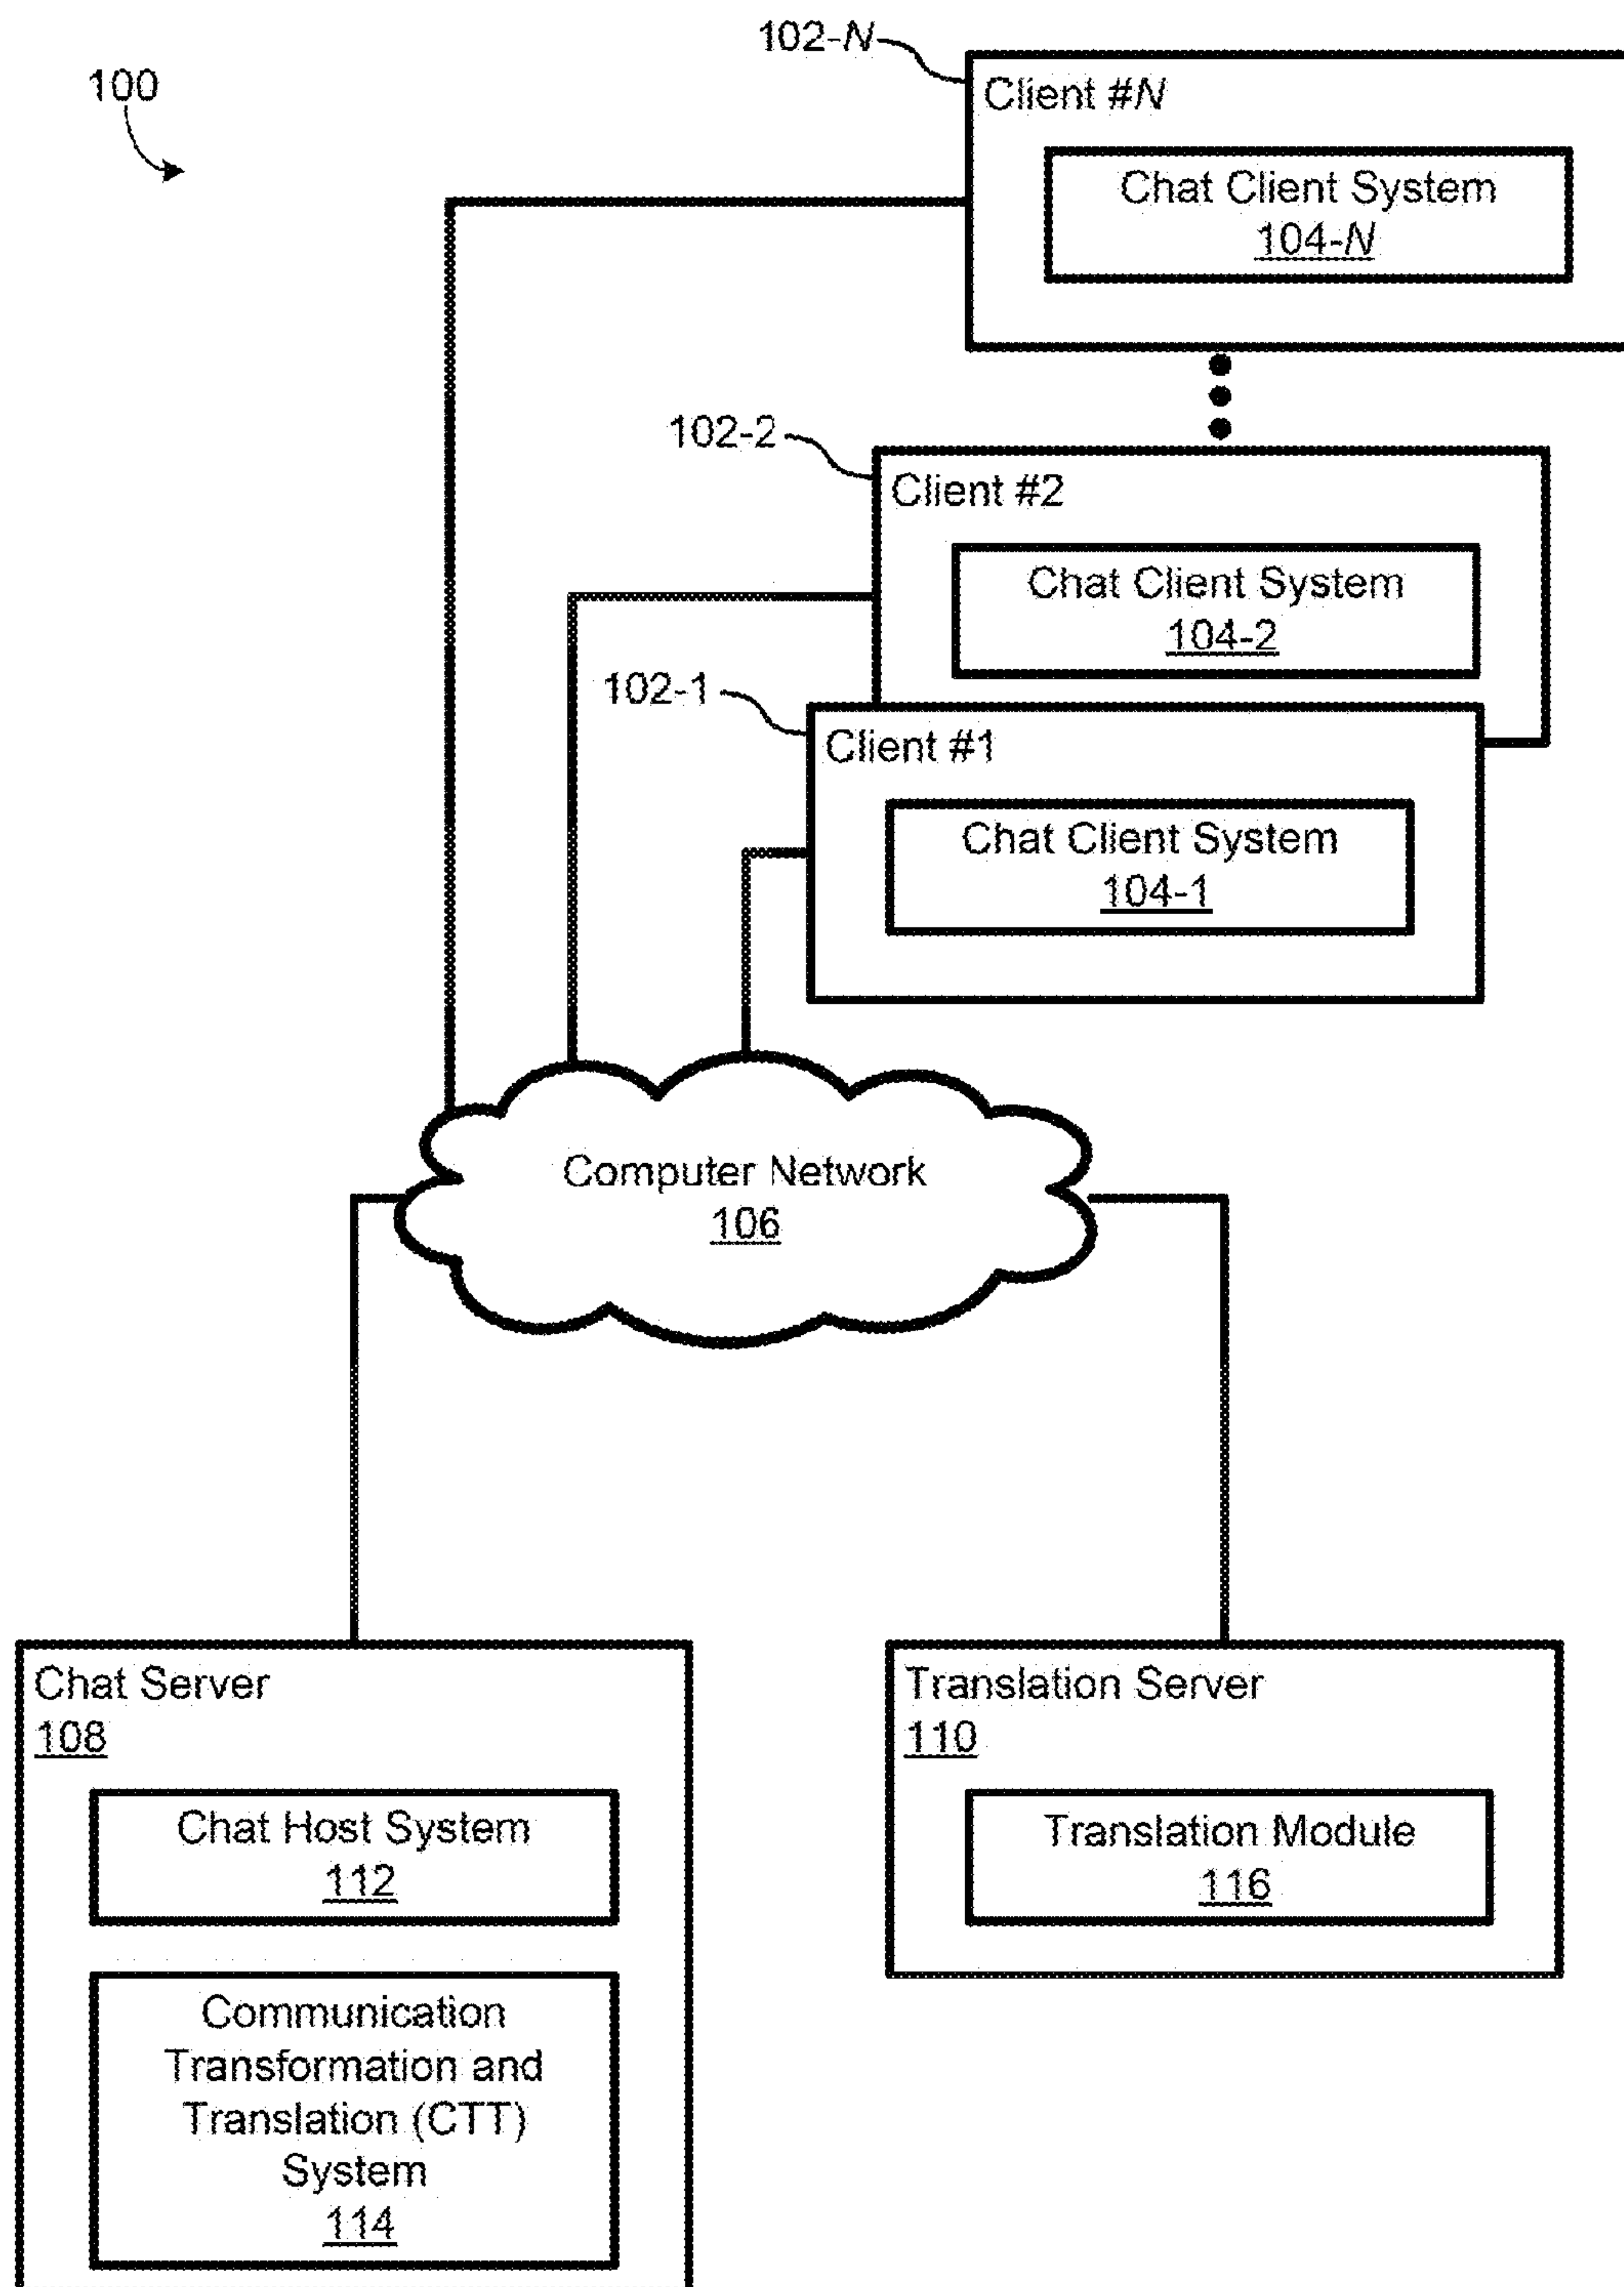 102-N
100
Client #N
Chat Client System
104-N
102-2
Client #2
Chat Client System
104-2
102-1
Client #1
Chat Client System
104-1
Computer Network
106
Chat Server
108
Chat Host System
112
Communication
Transformation and
Translation (CTT)
System
114
Translation Server
110
Translation Module
116